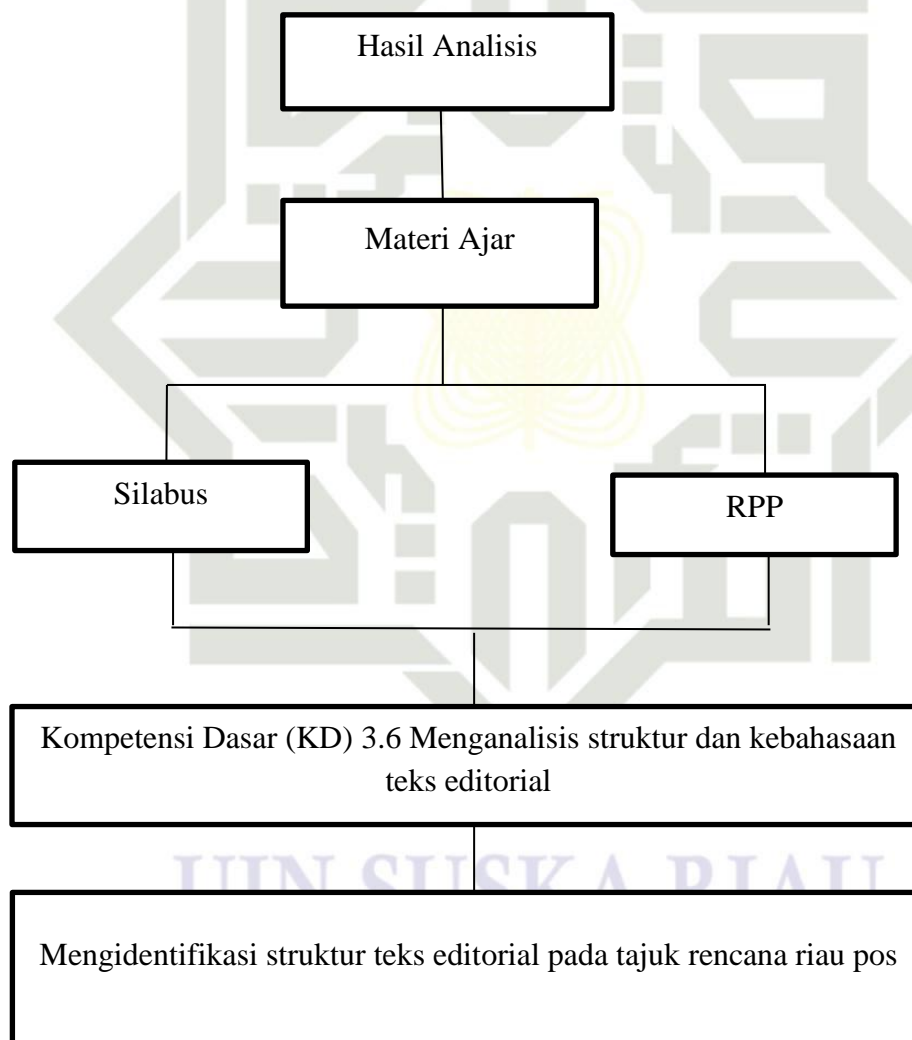 Hasil Analisis
Materi Ajar
Silabus
RPP
Kompetensi Dasar (KD) 3.6 Menganalisis struktur dan kebahasaan
teks editorial
UIN SUSKA RIAU
Mengidentifikasi struktur teks editorial pada tajuk rencana riau pos